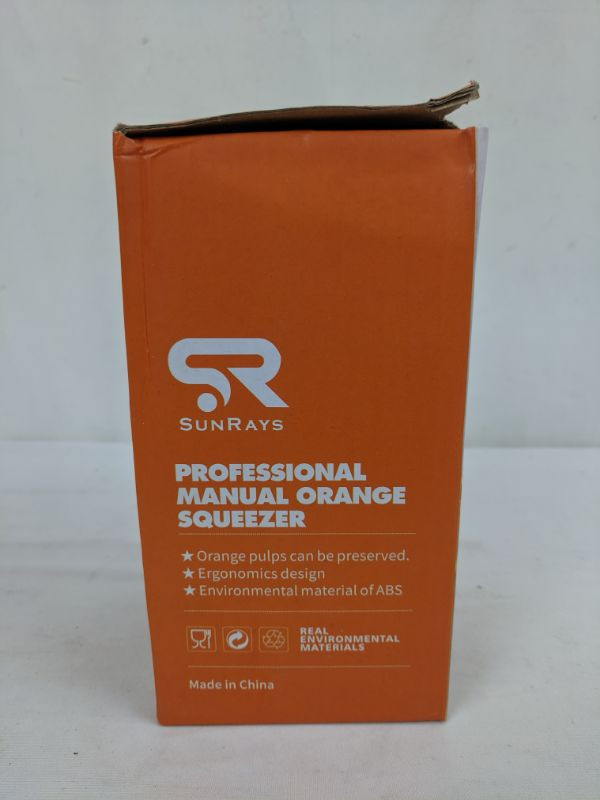 SR
SUNRAYS
PROFESSIONAL
MANUAL ORANGE
SQUEEZER
★ Orange pulps can be preserved.
★ Ergonomics design
★ Environmental material of ABS
REAL
ENVIRONMENTAL
MATERIALS
Made in China